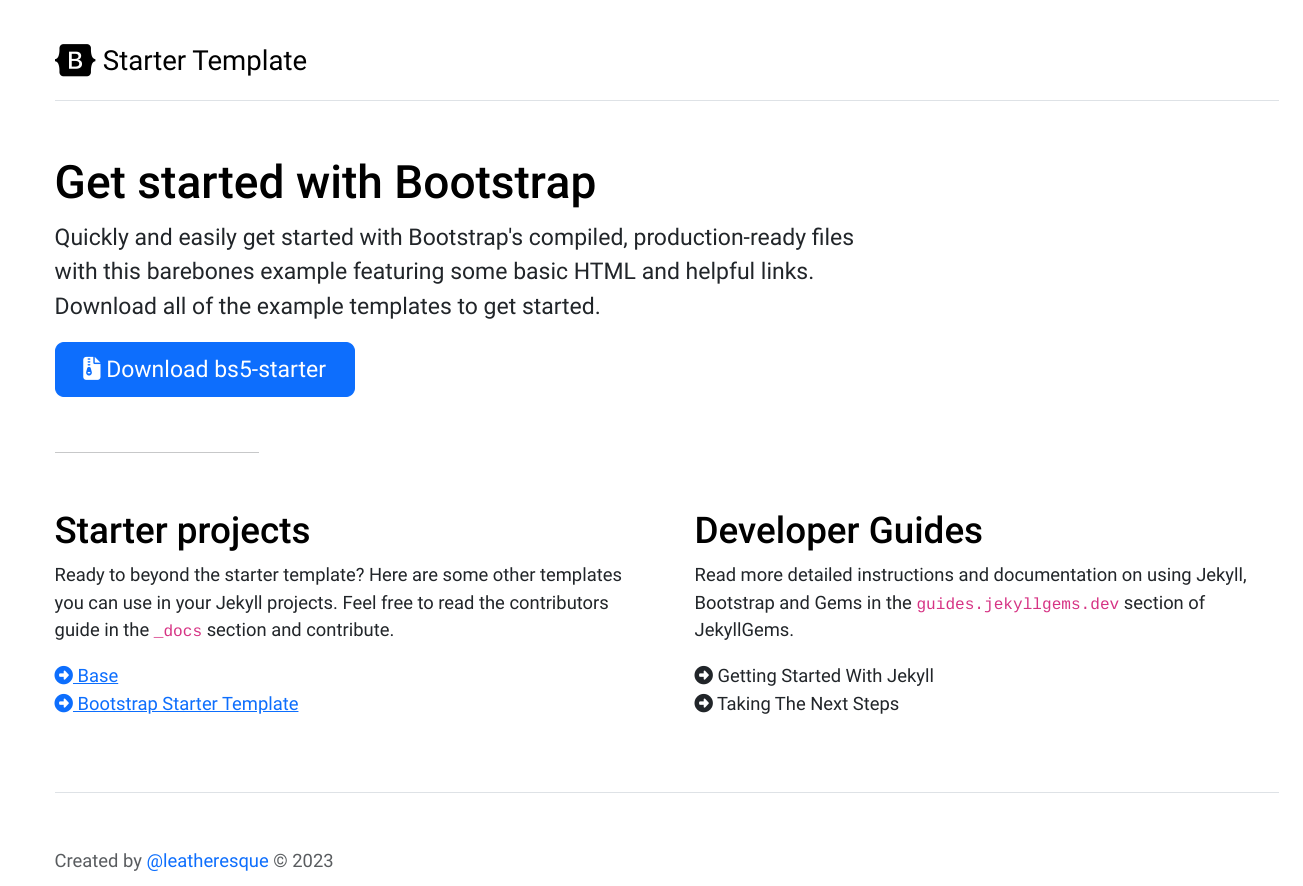 B Starter Template
Get started with Bootstrap
Quickly and easily get started with Bootstrap's compiled, production-ready files
with this barebones example featuring some basic HTML and helpful links.
Download all of the example templates to get started.
Download bs5-starter
Starter projects
Ready to beyond the starter template? Here are some other templates
you can use in your Jekyll projects. Feel free to read the contributors
guide in the _docs section and contribute.
Base
Bootstrap Starter Template
Developer Guides
Read more detailed instructions and documentation on using Jekyll,
Bootstrap and Gems in the guides.jekyllgems.dev section of
JekyllGems.
Getting Started With Jekyll
Taking The Next Steps
Created by @leatheresque © 2023